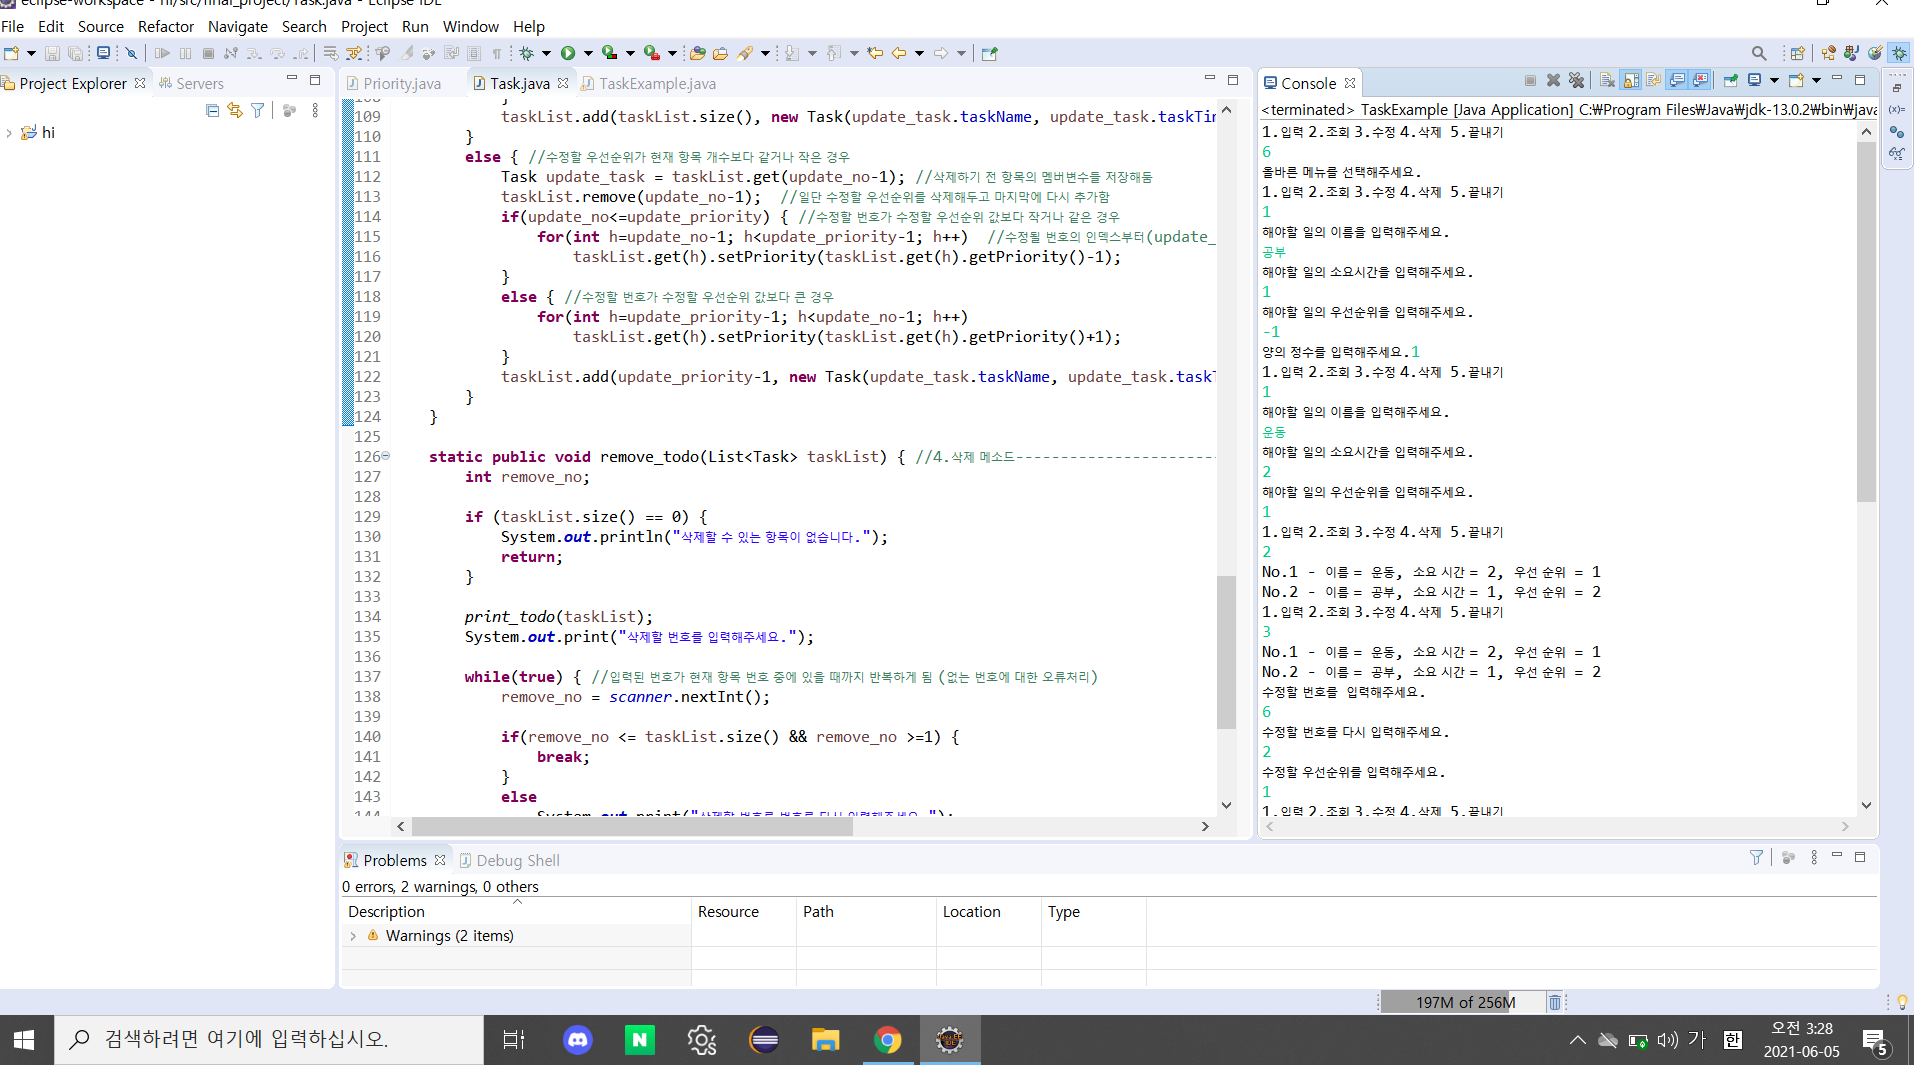 eclipse-workspace - hi/src/final_project/Task.java - Eclipse IDE
File Edit Source Refactor Navigate Search Project Run Window Help
Project Explorer Servers
hi
Priority.java Task.java TaskExample.java
108 }
109 taskList.add(taskList.size(), new Task(update_task.taskName, update_task.taskTi
110 }
111 else { //수정할 우선순위가 현재 항목 개수보다 같거나 작은 경우
112 Task update_task = taskList.get(update_no-1); //삭제하기 전 항목의 멤버변수를 저장해둠
113 taskList.remove(update_no-1); //일단 수정할 우선순위를 삭제해두고 마지막에 다시 추가함
114 if(update_no<=update_priority) { //수정할 번호가 수정할 우선순위 값보다 작거나 같은 경우
115 for(int h=update_no-1; h<update_priority-1; h++) //수정될 번호의 인덱스부터(update_
116 taskList.get(h).setPriority(taskList.get(h).getPriority()-1);
117 }
118 else { //수정할 번호가 수정할 우선순위 값보다 큰 경우
119 for(int h=update_priority-1; h<update_no-1; h++)
120 taskList.get(h).setPriority(taskList.get(h).getPriority()+1);
121 }
122 taskList.add(update_priority-1, new Task(update_task.taskName, update_task.task
123 }
124 }
125
126 static public void remove_todo(List<Task> taskList) { //4.삭제 메소드----------------------
127 int remove_no;
128
129 if (taskList.size() == 0) {
130 System.out.println("삭제할 수 있는 항목이 없습니다.");
131 return;
132 }
133
134 print_todo(taskList);
135 System.out.print("삭제할 번호를 입력해주세요.");
136
137 while(true) { //입력된 번호가 현재 항목 번호 중에 있을 때까지 반복하게 됨 (없는 번호에 대한 오류처리)
138 remove_no = scanner.nextInt();
139
140 if(remove_no <= taskList.size() && remove_no >=1) {
141 break;
142 }
143 else
144 System.out.print("삭제할 번호를 번호를 다시 입력해주세요.");
Console
<terminated> TaskExample [Java Application] C:₩Program Files₩Java₩jdk-13.0.2₩bin₩java
1.입력 2.조회 3.수정 4.삭제 5.끝내기
6
올바른 메뉴를 선택해주세요.
1.입력 2.조회 3.수정 4.삭제 5.끝내기
1
해야할 일의 이름을 입력해주세요.
공부
해야할 일의 소요시간을 입력해주세요.
1
해야할 일의 우선순위를 입력해주세요.
-1
양의 정수를 입력해주세요.1
1.입력 2.조회 3.수정 4.삭제 5.끝내기
1
해야할 일의 이름을 입력해주세요.
운동
해야할 일의 소요시간을 입력해주세요.
2
해야할 일의 우선순위를 입력해주세요.
1
1.입력 2.조회 3.수정 4.삭제 5.끝내기
2
No.1 - 이름 = 운동, 소요 시간 = 2, 우선 순위 = 1
No.2 - 이름 = 공부, 소요 시간 = 1, 우선 순위 = 2
1.입력 2.조회 3.수정 4.삭제 5.끝내기
3
No.1 - 이름 = 운동, 소요 시간 = 2, 우선 순위 = 1
No.2 - 이름 = 공부, 소요 시간 = 1, 우선 순위 = 2
수정할 번호를 입력해주세요.
6
수정할 번호를 다시 입력해주세요.
2
수정할 우선순위를 입력해주세요.
1
1.입력 2.조회 3.수정 4.삭제 5.끝내기
Problems Debug Shell
0 errors, 2 warnings, 0 others
Description Resource Path Location Type
Warnings (2 items)
197M of 256M
검색하려면 여기에 입력하십시오.
가 한
오전 3:28
2021-06-05
5